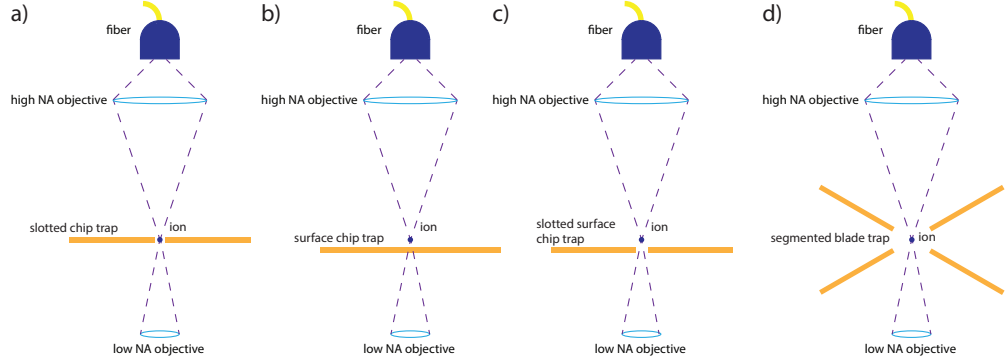 a)
fiber
high NA objective
slotted chip trap
ion
low NA objective
b)
fiber
high NA objective
surface chip trap
ion
low NA objective
c)
fiber
high NA objective
slotted surface
chip trap
ion
low NA objective
d)
fiber
high NA objective
segmented blade trap
ion
low NA objective